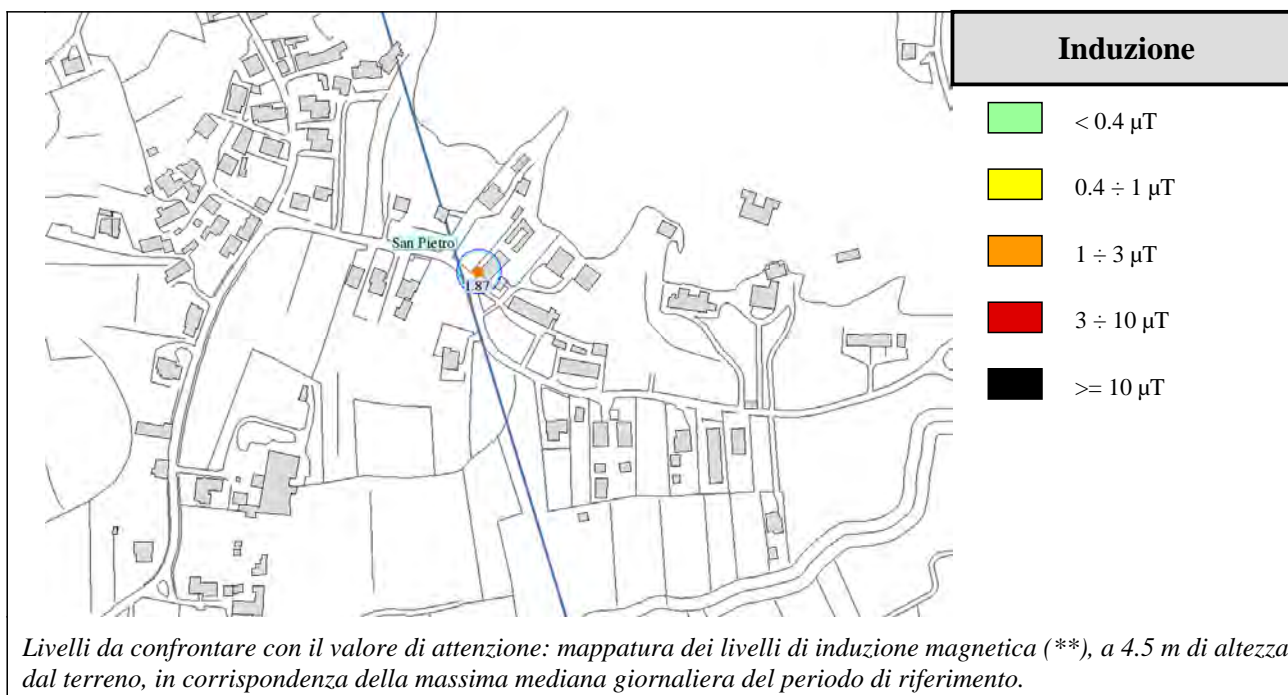 Induzione
< 0.4 µT
0.4 ÷ 1 µT
1 ÷ 3 µT
3 ÷ 10 µT
>= 10 µT
San Pietro
1.87
Livelli da confrontare con il valore di attenzione: mappatura dei livelli di induzione magnetica (**), a 4.5 m di altezza
dal terreno, in corrispondenza della massima mediana giornaliera del periodo di riferimento.